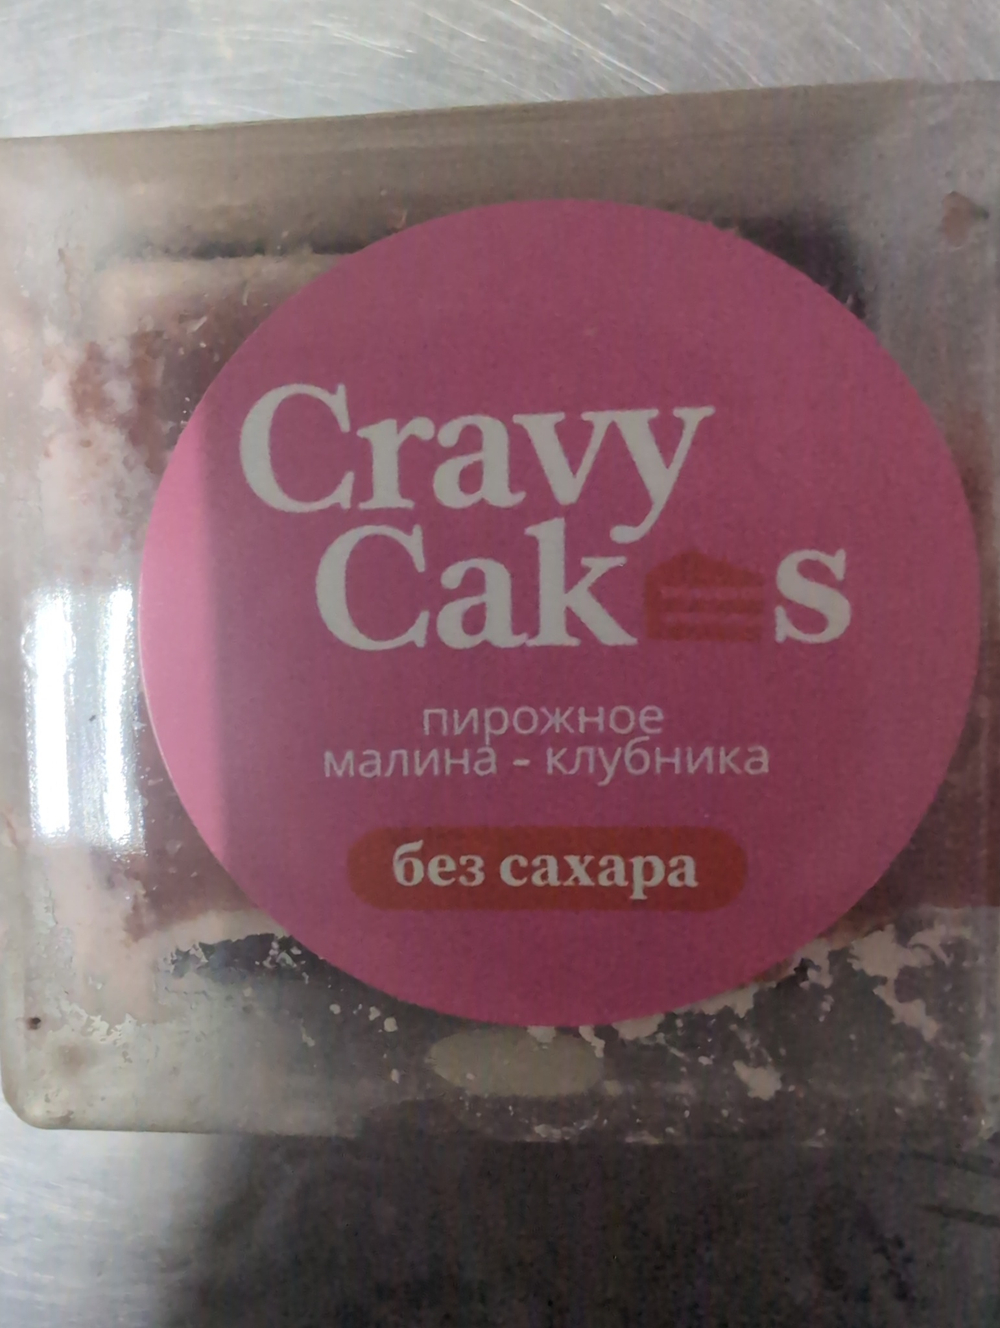 Cravy
Cakes
пирожное
малина - клубника
без сахара